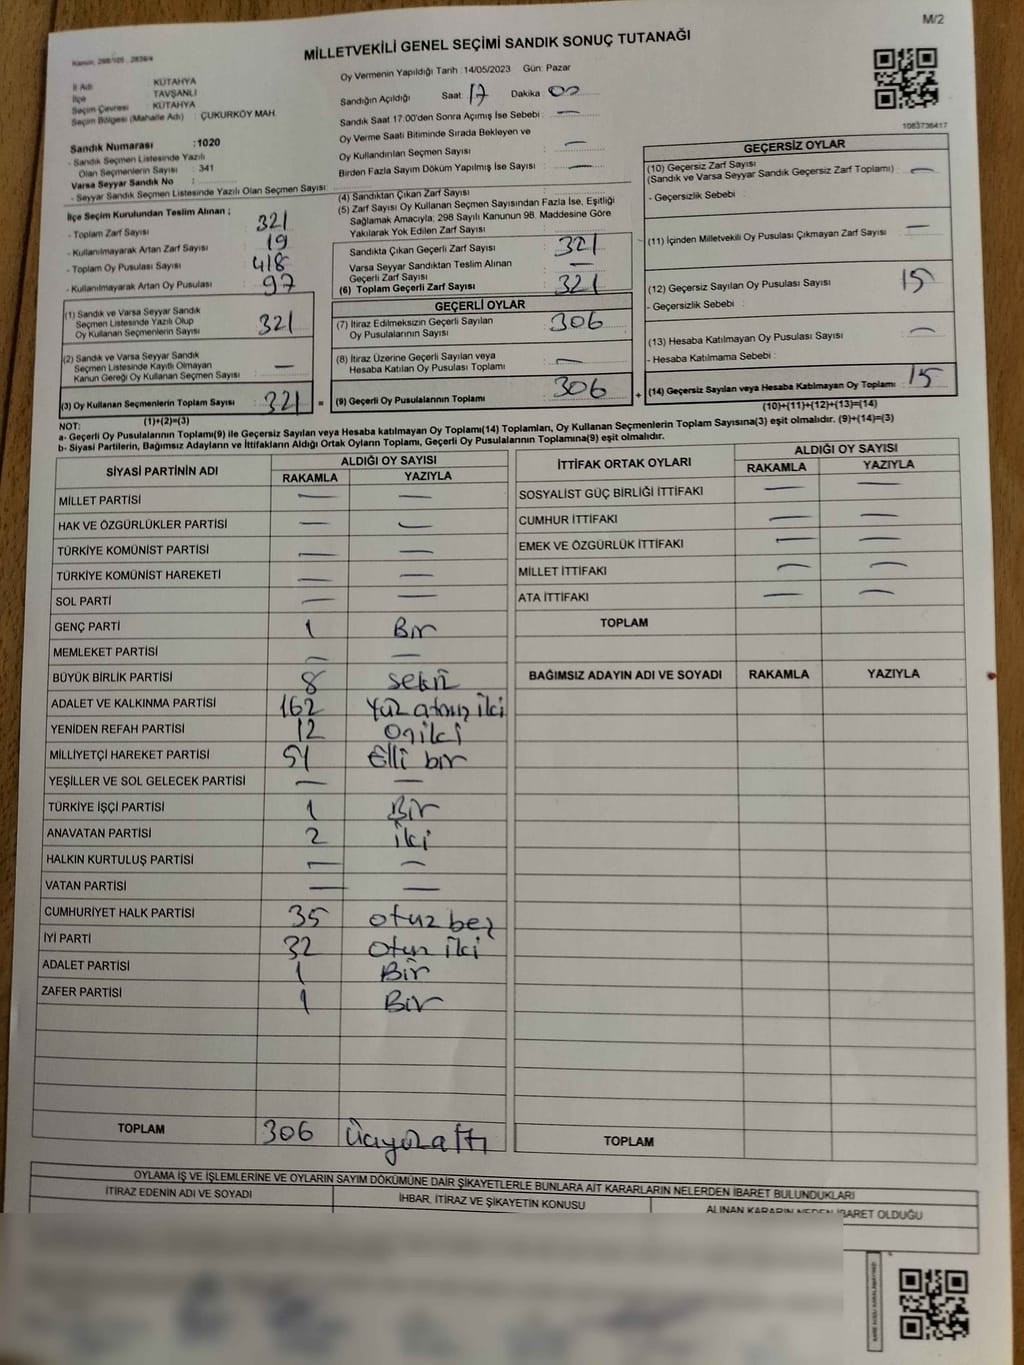 M/2
Kanun, 298/105 , 2839/4
MİLLETVEKİLİ GENEL SEÇİMİ SANDIK SONUÇ TUTANAĞI
İl Adı : KÜTAHYA
İlçe : TAVŞANLI
Seçim Çevresi : KÜTAHYA
Seçim Bölgesi (Mahalle Adı) : ÇUKURKÖY MAH.
Sandık Numarası : 1020
- Sandık Seçmen Listesinde Yazılı
Olan Seçmenlerin Sayısı : 341
Varsa Seyyar Sandık No :
- Seyyar Sandık Seçmen Listesinde Yazılı Olan Seçmen Sayısı:
Oy Vermenin Yapıldığı Tarih : 14/05/2023 Gün: Pazar
Sandığın Açıldığı Saat: 17 Dakika : 00
Sandık Saat 17:00'den Sonra Açımış İse Sebebi : —
Oy Verme Saati Bitiminde Sırada Bekleyen ve
Oy Kullandırılan Seçmen Sayısı : —
Birden Fazla Sayım Döküm Yapılmış İse Sayısı : —
1083736417
İlçe Seçim Kurulundan Teslim Alınan ;
- Toplam Zarf Sayısı : 321
- Kullanılmayarak Artan Zarf Sayısı : 19
- Toplam Oy Pusulası Sayısı : 418
- Kullanılmayarak Artan Oy Pusulası : 97
(1) Sandık ve Varsa Seyyar Sandık
Seçmen Listesinde Yazılı Olup
Oy Kullanan Seçmenlerin Sayısı : 321
(2) Sandık ve Varsa Seyyar Sandık
Seçmen Listesinde Kayıtlı Olmayan
Kanun Gereği Oy Kullanan Seçmen Sayısı : —
(3) Oy Kullanan Seçmenlerin Toplam Sayısı : 321 =
(1)+(2)=(3)
(4) Sandıktan Çıkan Zarf Sayısı :
(5) Zarf Sayısı Oy Kullanan Seçmen Sayısından Fazla İse, Eşitliği
Sağlamak Amacıyla; 298 Sayılı Kanunun 98. Maddesine Göre
Yakılarak Yok Edilen Zarf Sayısı :
Sandıkta Çıkan Geçerli Zarf Sayısı : 321
Varsa Seyyar Sandıktan Teslim Alınan
Geçerli Zarf Sayısı : —
(6) Toplam Geçerli Zarf Sayısı : 321
GEÇERLİ OYLAR
(7) İtiraz Edilmeksizin Geçerli Sayılan
Oy Pusulalarının Sayısı : 306
(8) İtiraz Üzerine Geçerli Sayılan veya
Hesaba Katılan Oy Pusulası Toplamı : —
(9) Geçerli Oy Pusulalarının Toplamı : 306 +
GEÇERSİZ OYLAR
(10) Geçersiz Zarf Sayısı
(Sandık ve Varsa Seyyar Sandık Geçersiz Zarf Toplamı) : —
- Geçersizlik Sebebi :
(11) İçinden Milletvekili Oy Pusulası Çıkmayan Zarf Sayısı : —
(12) Geçersiz Sayılan Oy Pusulası Sayısı : 15
- Geçersizlik Sebebi :
(13) Hesaba Katılmayan Oy Pusulası Sayısı : —
- Hesaba Katılmama Sebebi :
(14) Geçersiz Sayılan veya Hesaba Katılmayan Oy Toplamı : 15
(10)+(11)+(12)+(13)=(14)
NOT:
a- Geçerli Oy Pusulalarının Toplamı(9) ile Geçersiz Sayılan veya Hesaba katılmayan Oy Toplamı(14) Toplamları, Oy Kullanan Seçmenlerin Toplam Sayısına(3) eşit olmalıdır. (9)+(14)=(3)
b- Siyasi Partilerin, Bağımsız Adayların ve İttifakların Aldığı Ortak Oyların Toplamı, Geçerli Oy Pusulalarının Toplamına(9) eşit olmalıdır.
SİYASİ PARTİNİN ADI ALDIĞI OY SAYISI
RAKAMLA YAZIYLA
MİLLET PARTİSİ — —
HAK VE ÖZGÜRLÜKLER PARTİSİ — —
TÜRKİYE KOMÜNİST PARTİSİ — —
TÜRKİYE KOMÜNİST HAREKETİ — —
SOL PARTİ — —
GENÇ PARTİ 1 Bir
MEMLEKET PARTİSİ — —
BÜYÜK BİRLİK PARTİSİ 8 sekiz
ADALET VE KALKINMA PARTİSİ 162 Yüz atmış iki
YENİDEN REFAH PARTİSİ 12 On iki
MİLLİYETÇİ HAREKET PARTİSİ 51 Elli bir
YEŞİLLER VE SOL GELECEK PARTİSİ — —
TÜRKİYE İŞÇİ PARTİSİ 1 Bir
ANAVATAN PARTİSİ 2 İki
HALKIN KURTULUŞ PARTİSİ — —
VATAN PARTİSİ — —
CUMHURİYET HALK PARTİSİ 35 otuz beş
İYİ PARTİ 32 Otuz iki
ADALET PARTİSİ 1 Bir
ZAFER PARTİSİ 1 Bir
TOPLAM 306 Üçyüz altı
İTTİFAK ORTAK OYLARI ALDIĞI OY SAYISI
RAKAMLA YAZIYLA
SOSYALİST GÜÇ BİRLİĞİ İTTİFAKI — —
CUMHUR İTTİFAKI — —
EMEK VE ÖZGÜRLÜK İTTİFAKI — —
MİLLET İTTİFAKI — —
ATA İTTİFAKI — —
TOPLAM
BAĞIMSIZ ADAYIN ADI VE SOYADI RAKAMLA YAZIYLA
TOPLAM
OYLAMA İŞ VE İŞLEMLERİNE VE OYLARIN SAYIM DÖKÜMÜNE DAİR ŞİKAYETLERLE BUNLARA AİT KARARLARIN NELERDEN İBARET BULUNDUKLARI
İTİRAZ EDENİN ADI VE SOYADI
İHBAR, İTİRAZ VE ŞİKAYETİN KONUSU
ALINAN KARARIN NEDEN İBARET OLDUĞU